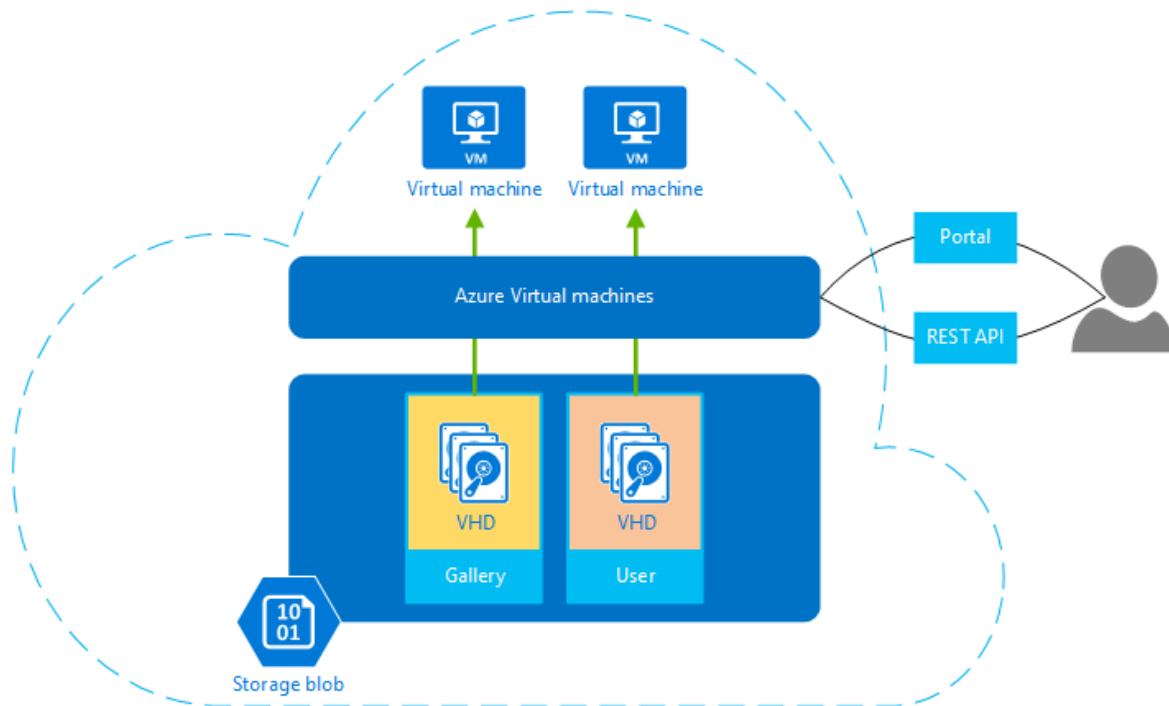 VM
VM
Virtual machine
Virtual machine
Portal
Azure Virtual machines
REST API
VHD
VHD
Gallery
User
10
01
Storage blob